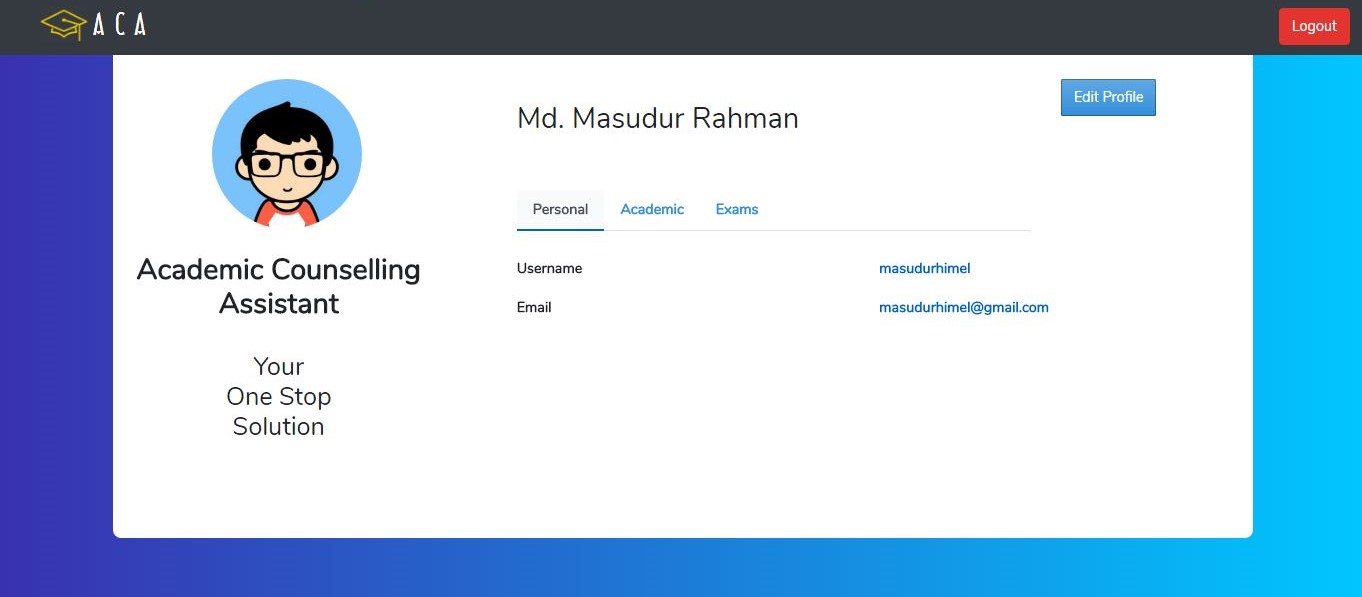 ACA
Logout
Edit Profile
Md. Masudur Rahman
Personal Academic Exams
Username masudurhimel
Email masudurhimel@gmail.com
Academic Counselling
Assistant
Your
One Stop
Solution